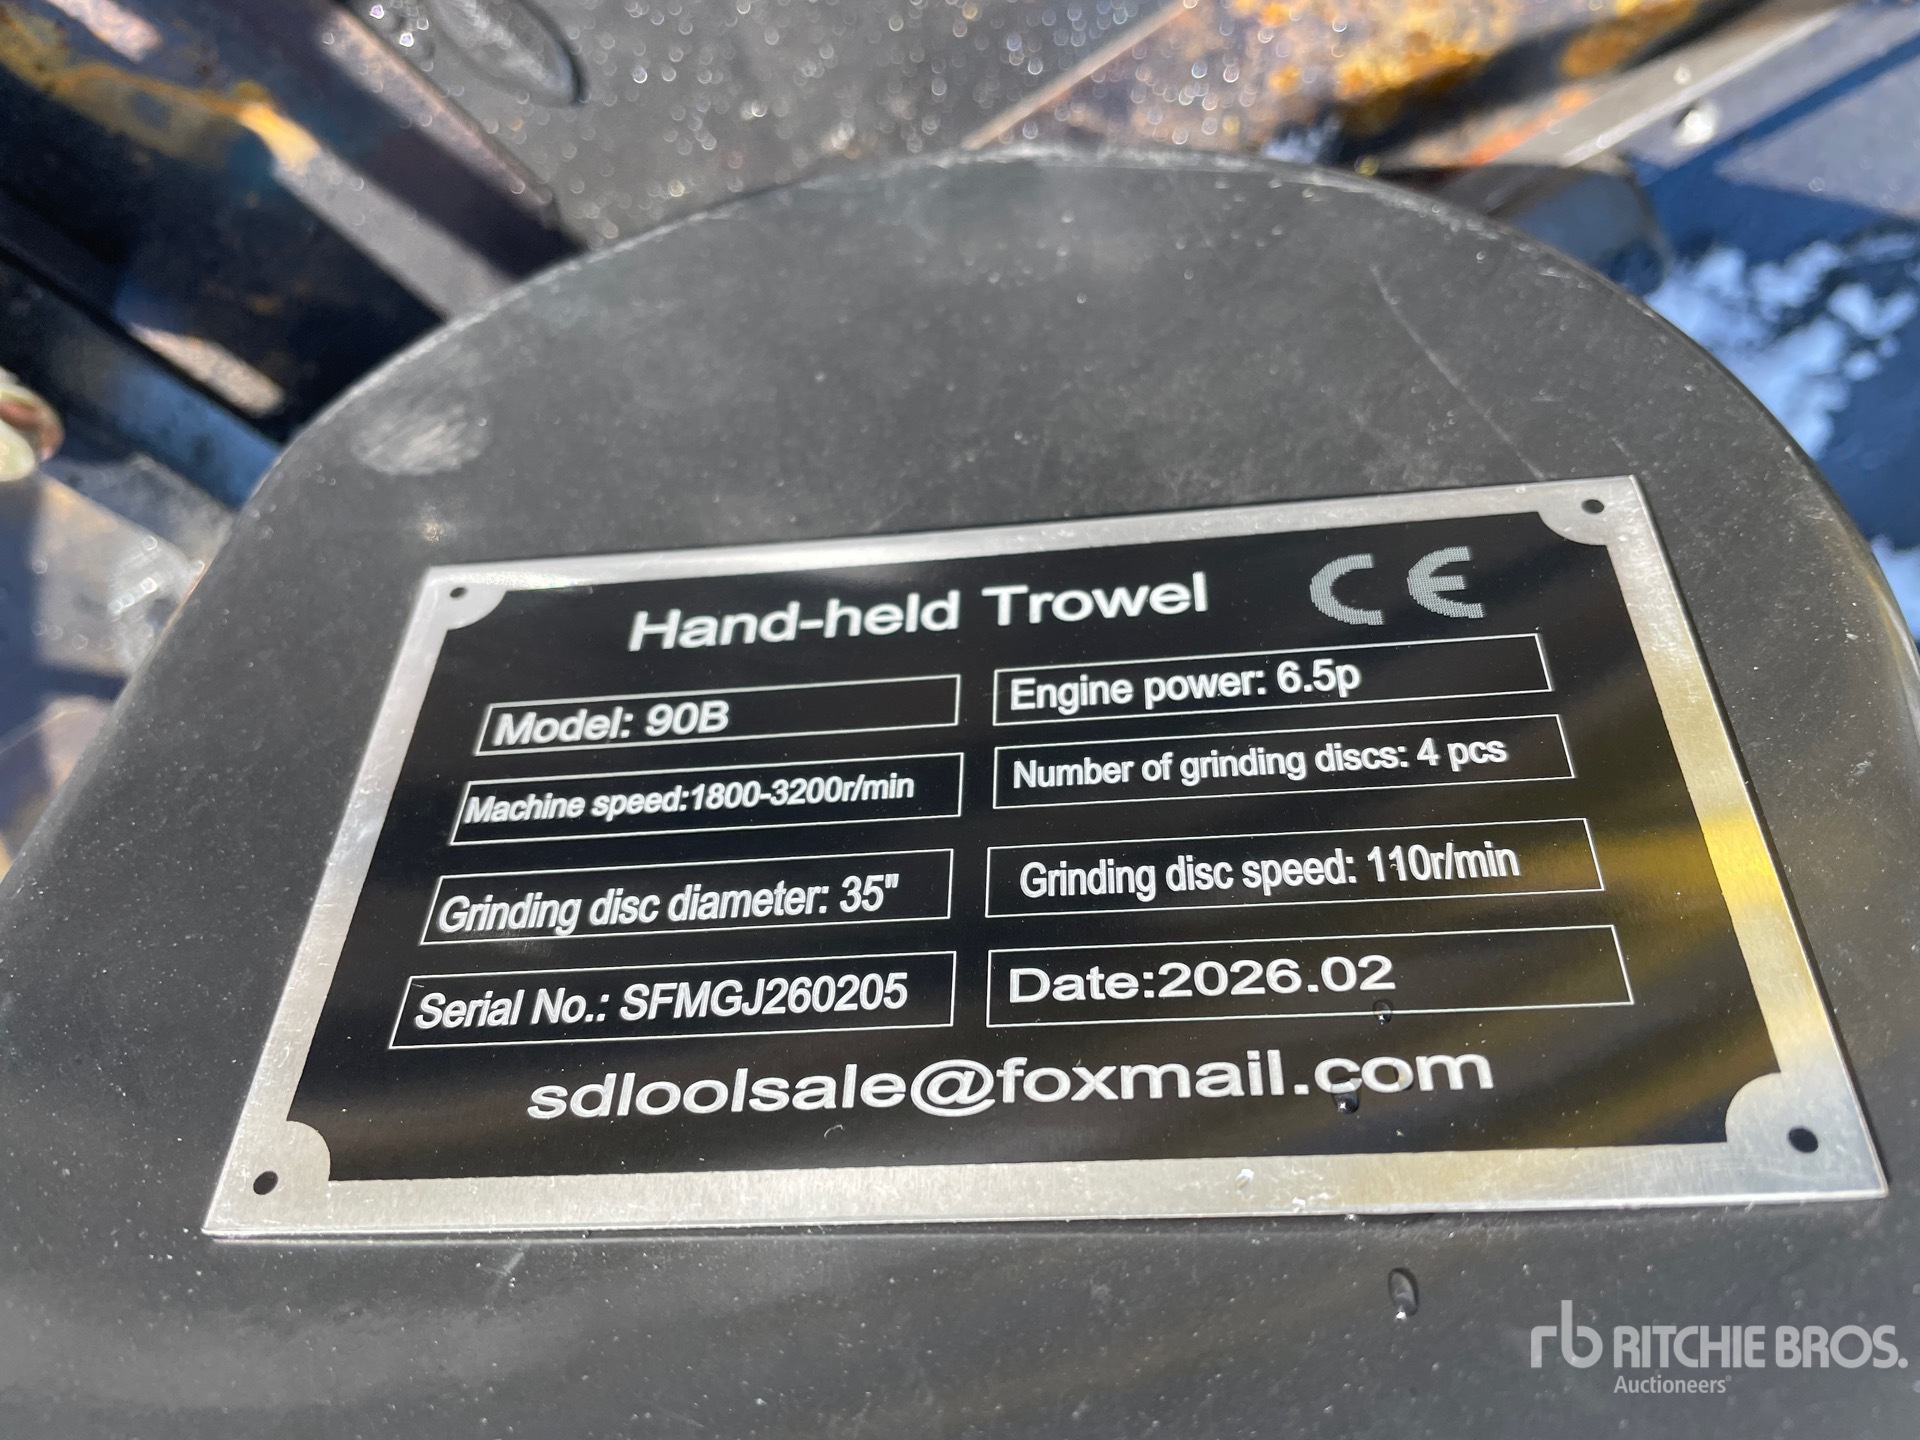 Hand-held Trowel CE
Model: 90B
Engine power: 6.5p
Machine speed:1800-3200r/min
Number of grinding discs: 4 pcs
Grinding disc diameter: 35"
Grinding disc speed: 110r/min
Serial No.: SFMGJ260205
Date:2026.02
sdloolsale@foxmail.com
rb RITCHIE BROS.
Auctioneers